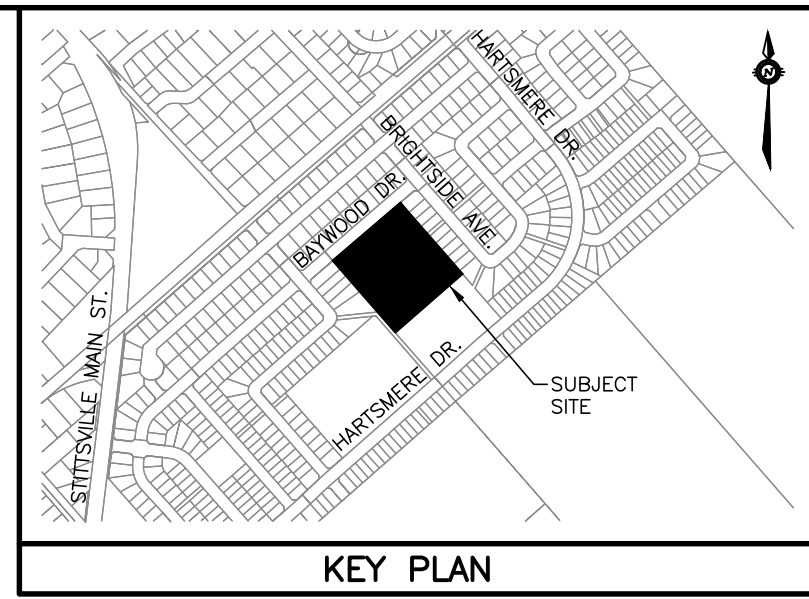 HARTSMERE DR.
N
BRIGHTSIDE AVE.
BAYWOOD DR.
STITTSVILLE MAIN ST.
HARTSMERE DR.
SUBJECT
SITE
KEY PLAN